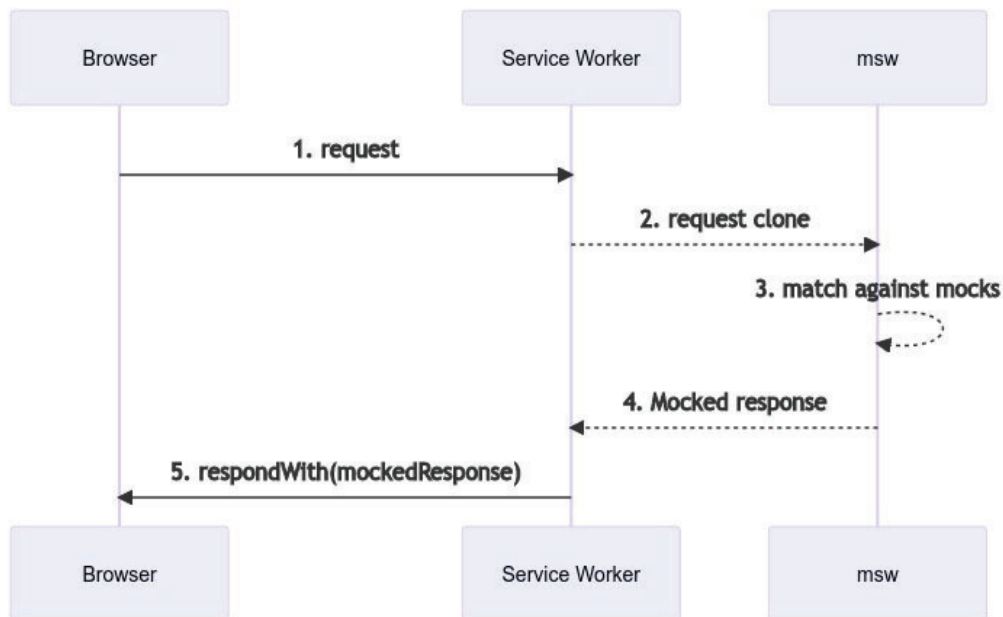 Browser
Service Worker
msw
1. request
2. request clone
3. match against mocks
4. Mocked response
5. respondWith(mockedResponse)
Browser
Service Worker
msw